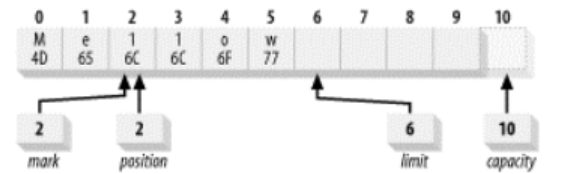 0 1 2 3 4 5 6 7 8 9 10
M e l l o w
4D 65 6C 6C 6F 77
2 2 6 10
mark position limit capacity